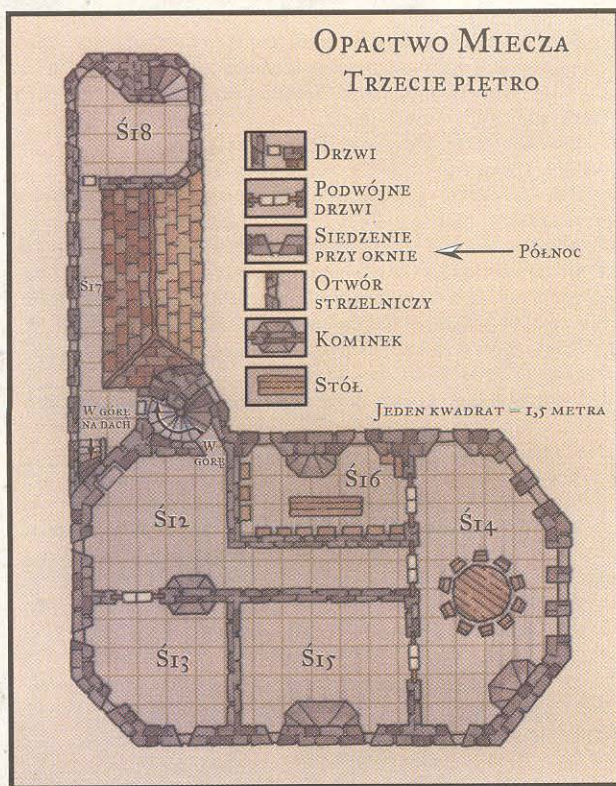 Opactwo Miecza
Trzecie piętro
Drzwi
Podwójne
drzwi
Siedzenie
przy oknie
Północ
Otwór
strzelniczy
Kominek
Stół
Jeden kwadrat = 1,5 metra
Ś18
Ś17
W górę
na dach
W
górę
Ś12
Ś16
Ś14
Ś13
Ś15